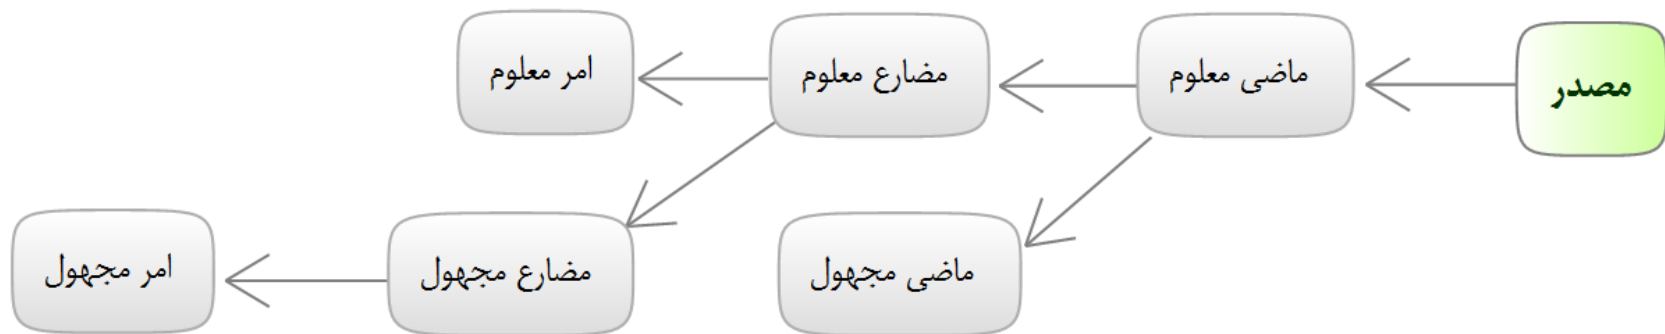 مصدر
ماضی معلوم
مضارع معلوم
امر معلوم
ماضی مجهول
مضارع مجهول
امر مجهول